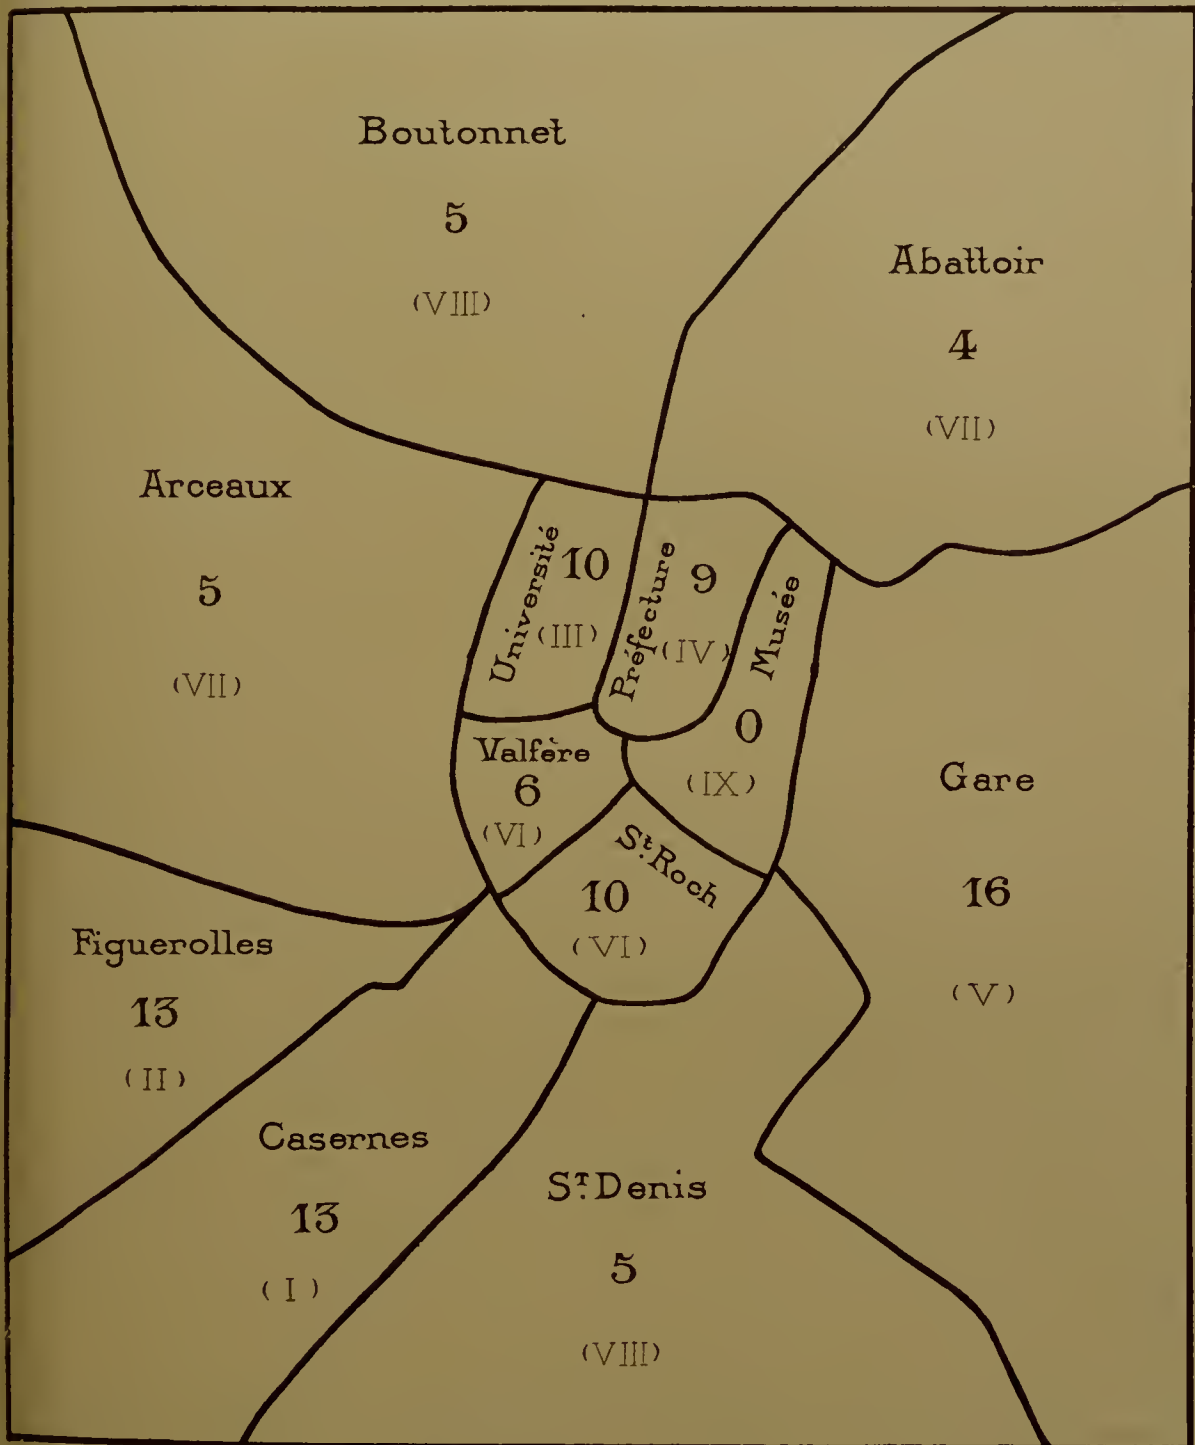 Boutonnet
5
(VIII)
Abattoir
4
(VII)
Arceaux
5
(VII)
Université
10
(III)
Préfecture
9
(IV)
Musée
0
(IX)
Valfère
6
(VI)
St. Roch
10
(VI)
Gare
16
(V)
Figuerolles
13
(II)
Casernes
13
(I)
ST. Denis
5
(VIII)